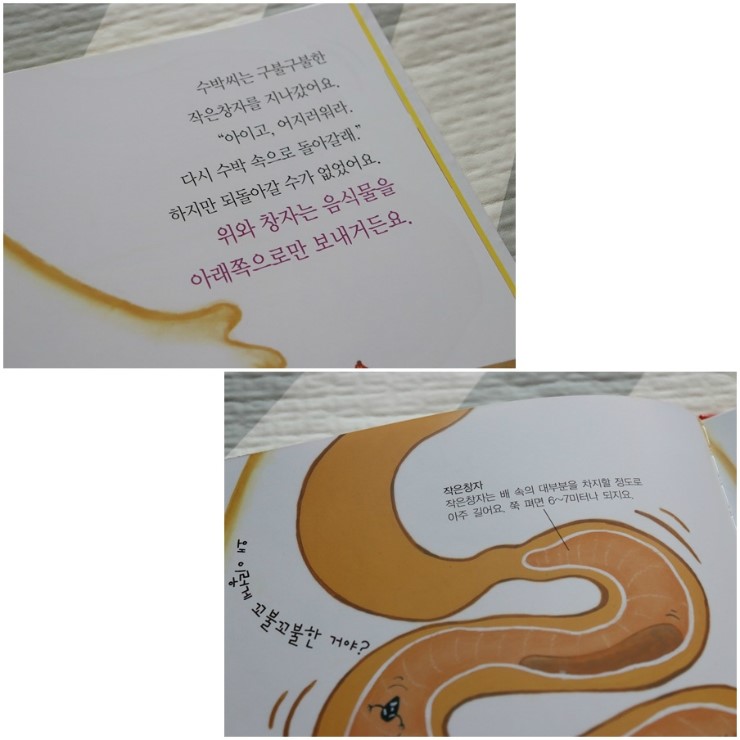 수박씨는 구불구불한
작은창자를 지나갔어요.
"아이고, 어지러워라.
다시 수박 속으로 돌아갈래."
하지만 되돌아갈 수가 없었어요.
위와 창자는 음식물을
아래쪽으로만 보내거든요.
작은창자
작은창자는 배 속의 대부분을 차지할 정도로
아주 길어요. 쭉 펴면 6~7미터나 되지요.
왜 이렇게 꼬불꼬불한 거야?